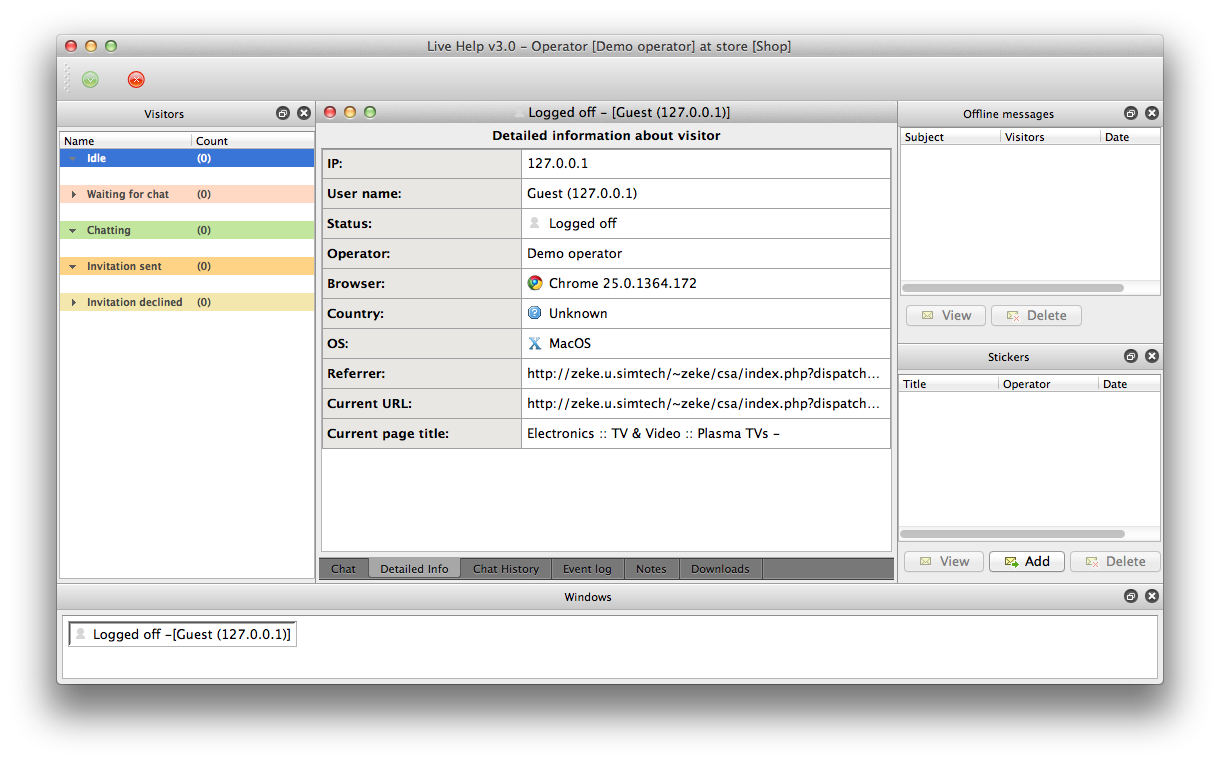 Live Help v3.0 – Operator [Demo operator] at store [Shop]
Visitors
Name Count
Idle (0)
Waiting for chat (0)
Chatting (0)
Invitation sent (0)
Invitation declined (0)
Logged off – [Guest (127.0.0.1)]
Detailed information about visitor
IP: 127.0.0.1
User name: Guest (127.0.0.1)
Status: Logged off
Operator: Demo operator
Browser: Chrome 25.0.1364.172
Country: Unknown
OS: MacOS
Referrer: http://zeke.u.simtech/~zeke/csa/index.php?dispatch...
Current URL: http://zeke.u.simtech/~zeke/csa/index.php?dispatch...
Current page title: Electronics :: TV & Video :: Plasma TVs –
Chat Detailed Info Chat History Event log Notes Downloads
Offline messages
Subject Visitors Date
View Delete
Stickers
Title Operator Date
View Add Delete
Windows
Logged off –[Guest (127.0.0.1)]